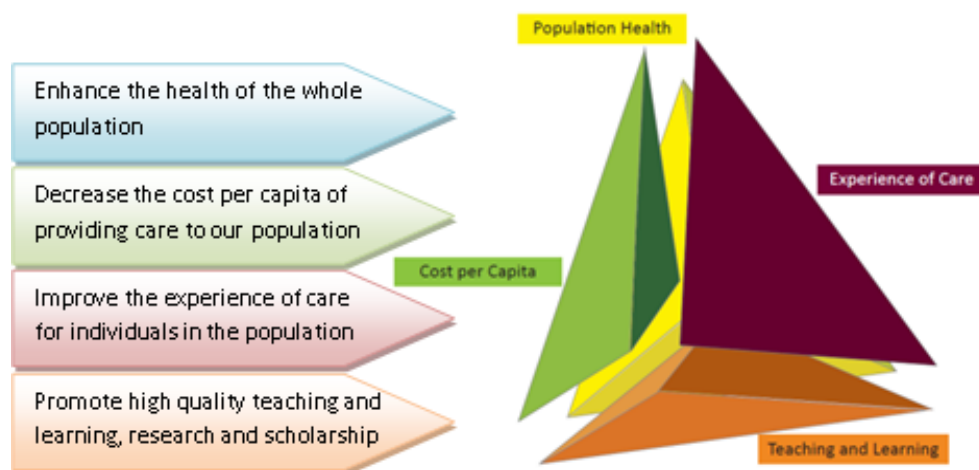 Enhance the health of the whole
population
Decrease the cost per capita of
providing care to our population
Improve the experience of care
for individuals in the population
Promote high quality teaching and
learning, research and scholarship
Population Health
Experience of Care
Cost per Capita
Teaching and Learning